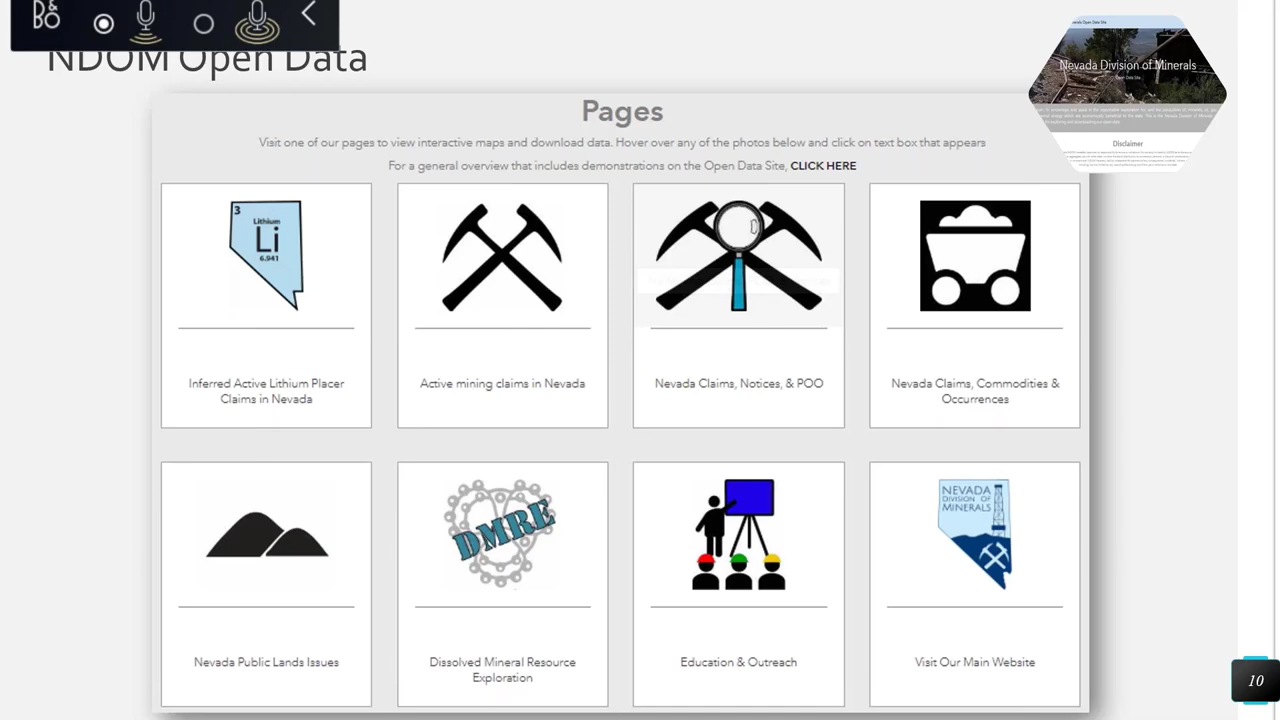 B&O
NDOM Open Data
Nevada Division of Minerals
Open Data Site
Disclaimer
Pages
Visit one of our pages to view interactive maps and download data. Hover over any of the photos below and click on text box that appears
show that includes demonstrations on the Open Data Site, CLICK HERE
3
Lithium
Li
6.941
Inferred Active Lithium Placer
Claims in Nevada
Active mining claims in Nevada
Nevada Claims, Notices, & POO
Nevada Claims, Commodities &
Occurrences
DMRE
NEVADA
DIVISION OF
MINERALS
Nevada Public Lands Issues
Dissolved Mineral Resource
Exploration
Education & Outreach
Visit Our Main Website
10